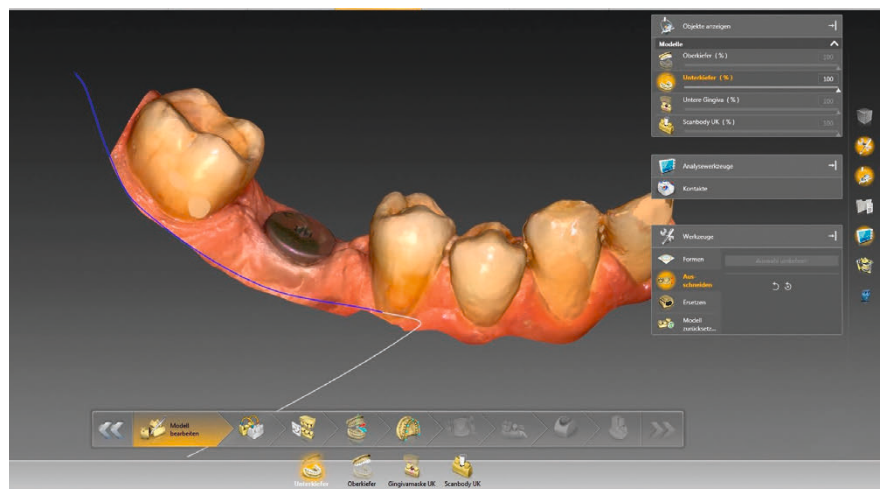 Objekte anzeigen
Modelle
Oberkiefer (%) 100
Unterkiefer (%) 100
Untere Gingiva (%) 100
Scanbody UK (%) 100
Analysewerkzeuge
Kontakte
Werkzeuge
Formen
Aus-
schneiden
Ersetzen
Modell
zurücksetz...
Modell
bearbeiten
Unterkiefer Oberkiefer Gingivamaske UK Scanbody UK